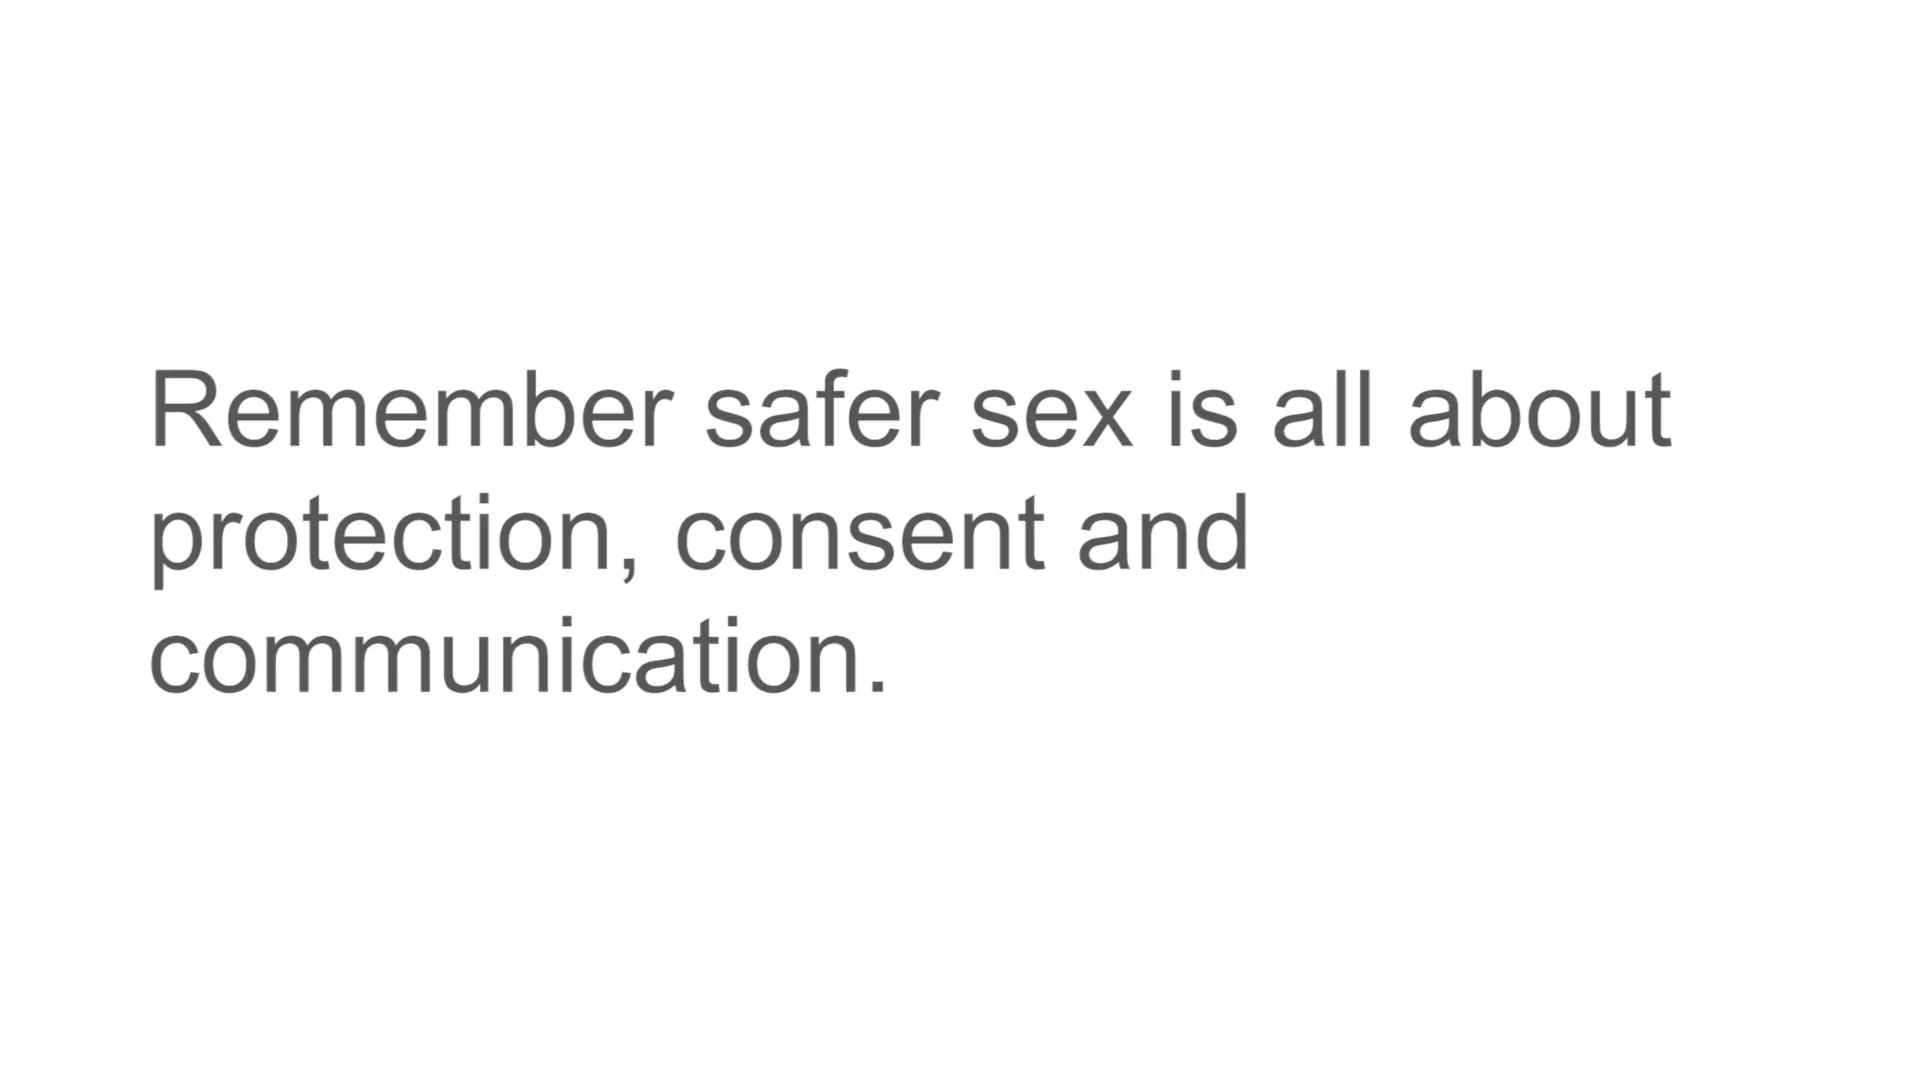 Remember safer sex is all about
protection, consent and
communication.